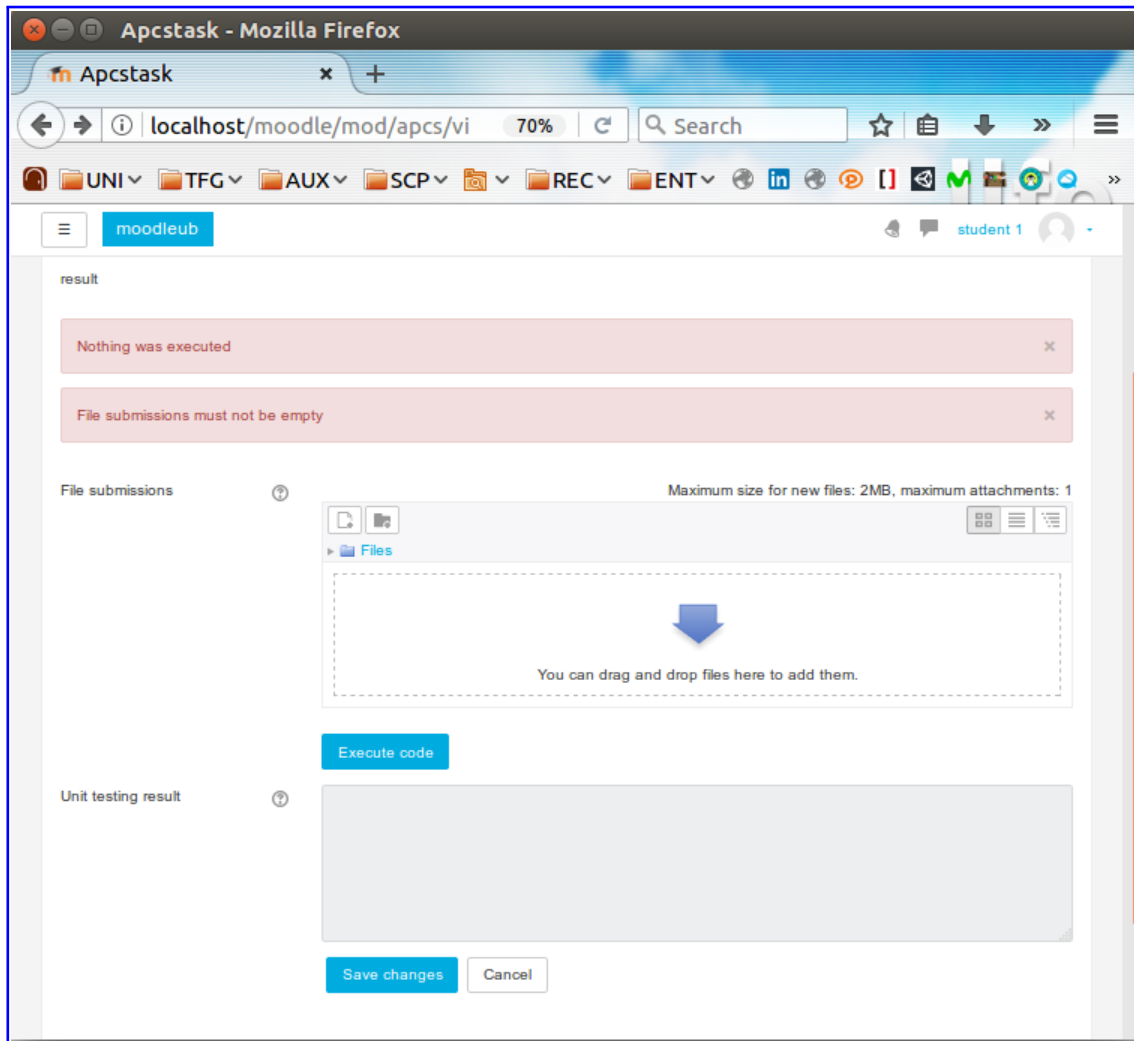 Apcstask - Mozilla Firefox
Apcstask
localhost/moodle/mod/apcs/vi 70% Search
UNI TFG AUX SCP REC ENT
moodleub student 1
result
Nothing was executed
File submissions must not be empty
File submissions Maximum size for new files: 2MB, maximum attachments: 1
Files
You can drag and drop files here to add them.
Execute code
Unit testing result
Save changes Cancel